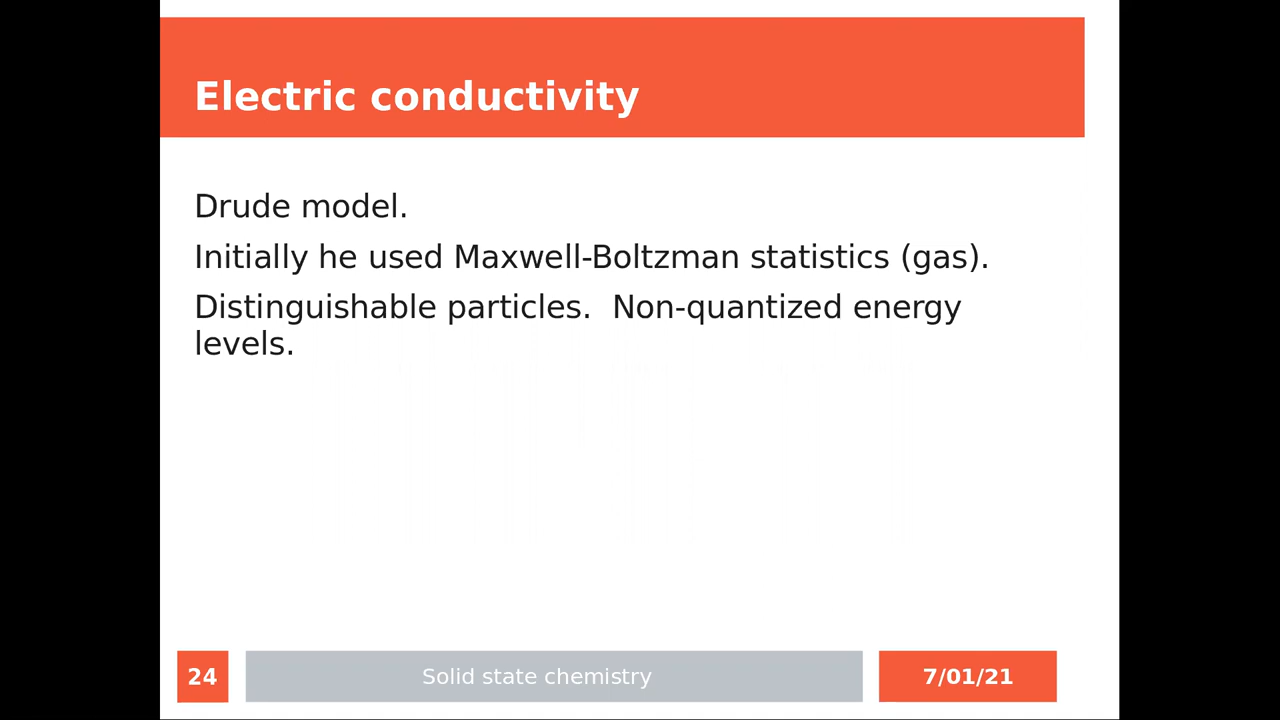 Electric conductivity
Drude model.
Initially he used Maxwell-Boltzman statistics (gas).
Distinguishable particles.  Non-quantized energy
levels.
24
Solid state chemistry
7/01/21